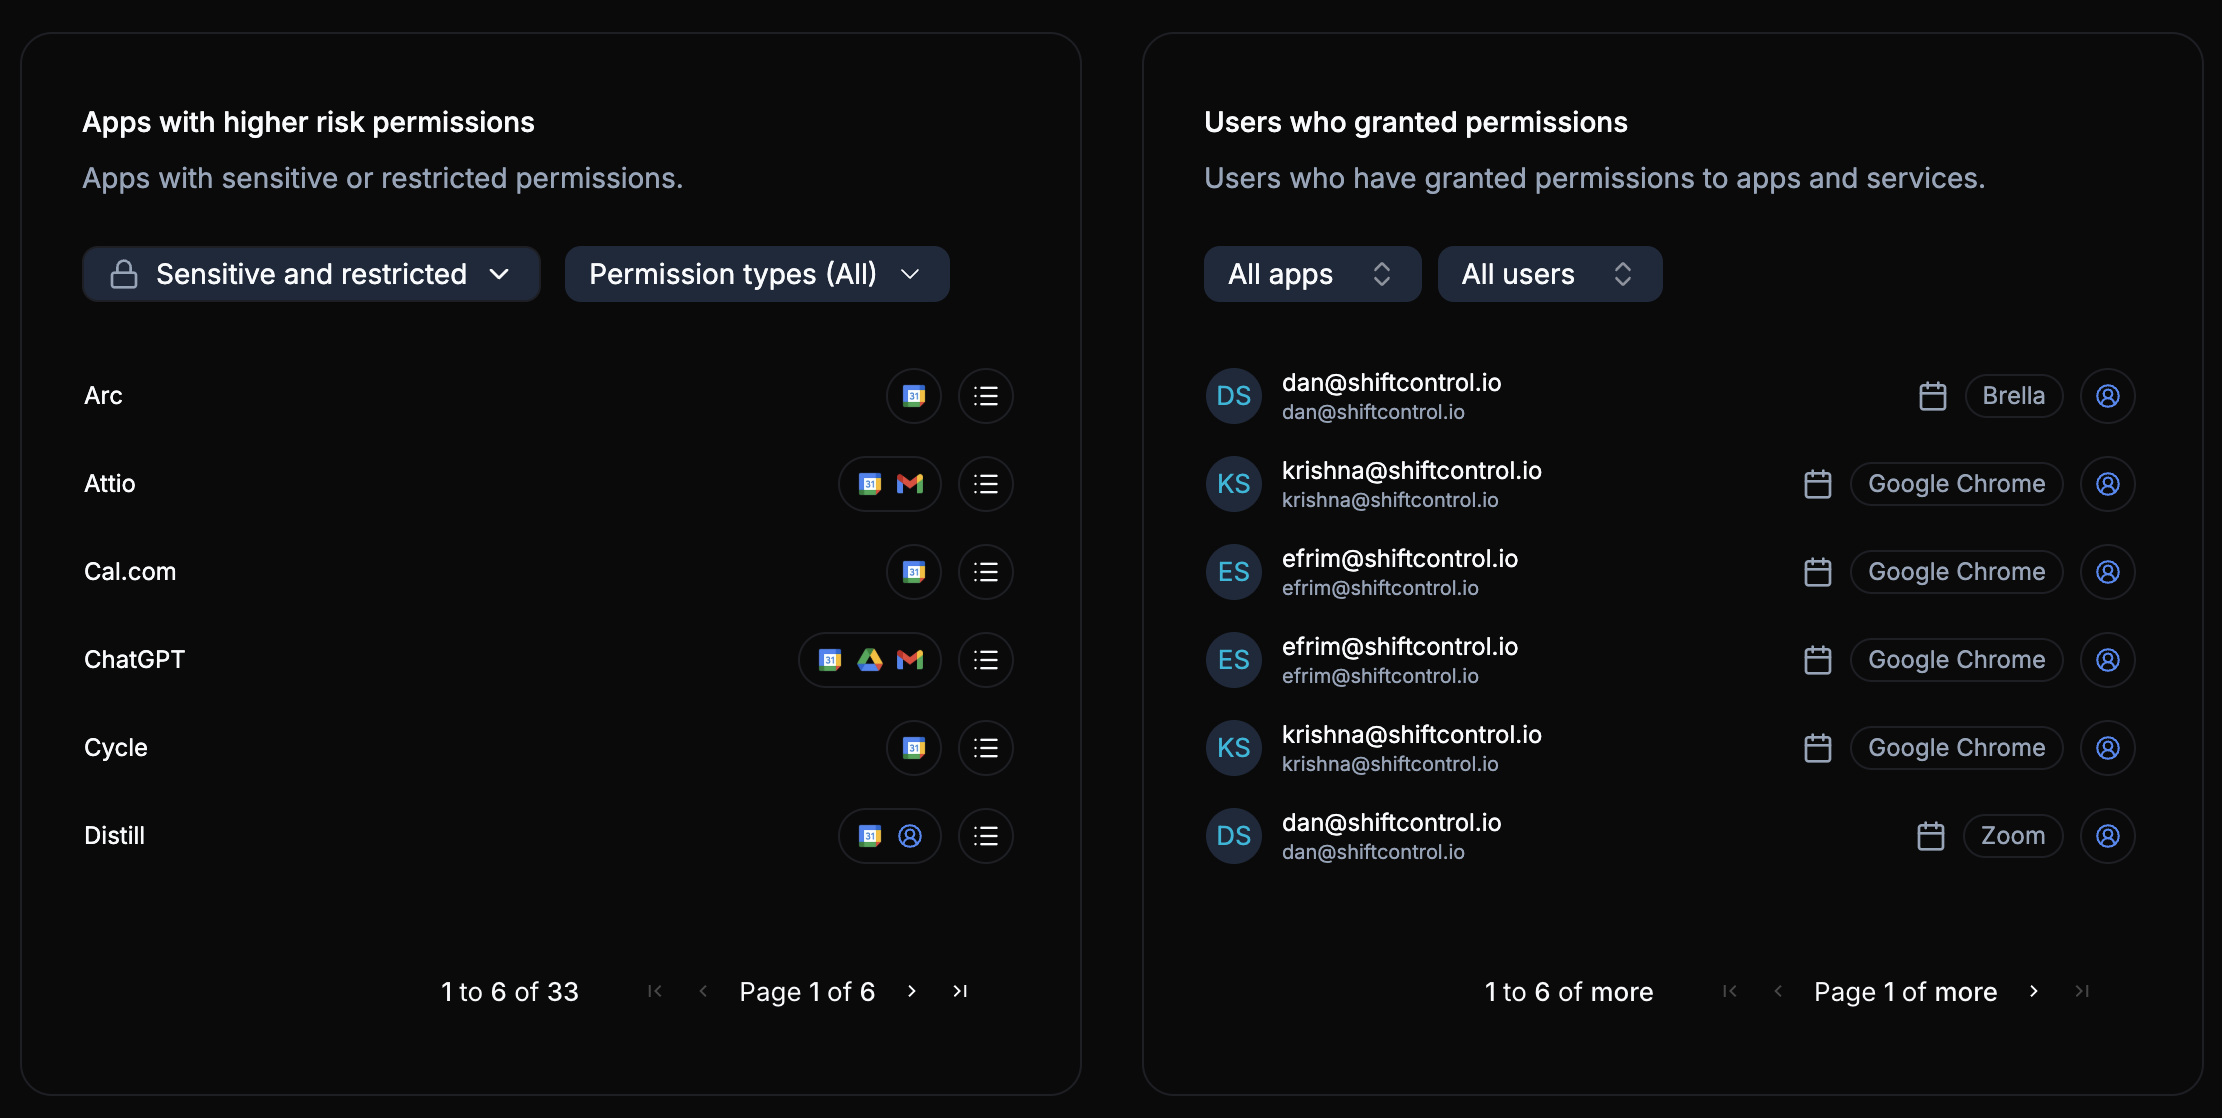 Apps with higher risk permissions
Apps with sensitive or restricted permissions.
Sensitive and restricted
Permission types (All)
Arc
31
Attio
31
Cal.com
31
ChatGPT
31
Cycle
31
Distill
31
1 to 6 of 33
Page 1 of 6
Users who granted permissions
Users who have granted permissions to apps and services.
All apps
All users
DS
dan@shiftcontrol.io
dan@shiftcontrol.io
Brella
KS
krishna@shiftcontrol.io
krishna@shiftcontrol.io
Google Chrome
ES
efrim@shiftcontrol.io
efrim@shiftcontrol.io
Google Chrome
ES
efrim@shiftcontrol.io
efrim@shiftcontrol.io
Google Chrome
KS
krishna@shiftcontrol.io
krishna@shiftcontrol.io
Google Chrome
DS
dan@shiftcontrol.io
dan@shiftcontrol.io
Zoom
1 to 6 of more
Page 1 of more